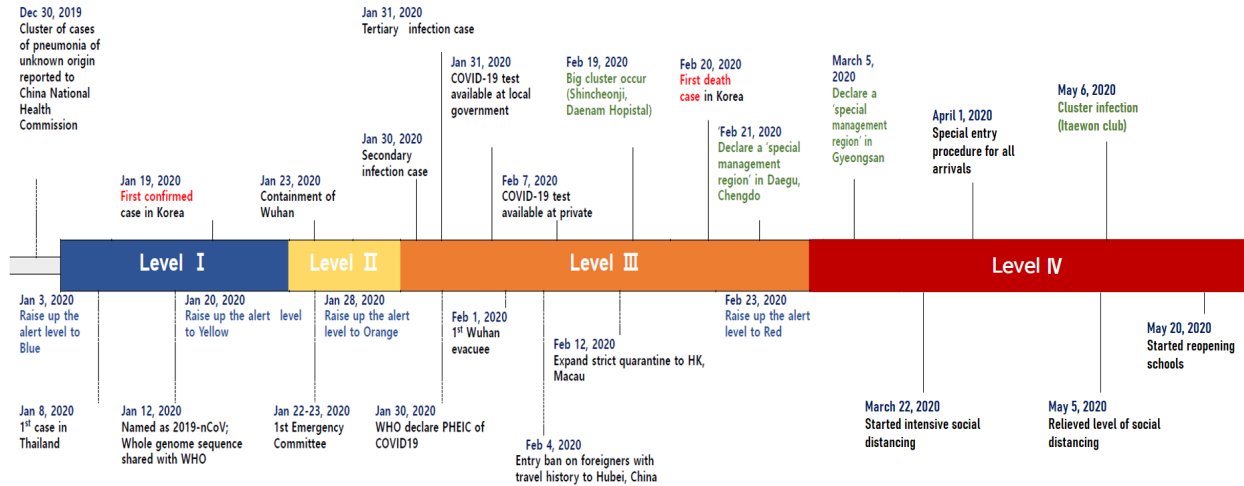 Dec 30, 2019
Cluster of cases
of pneumonia of
unknown origin
reported to
China National
Health
Commission
Jan 19, 2020
First confirmed
case in Korea
Jan 23, 2020
Containment of
Wuhan
Jan 31, 2020
Tertiary infection case
Jan 30, 2020
Secondary
infection case
Jan 31, 2020
COVID-19 test
available at local
government
Feb 7, 2020
COVID-19 test
available at private
Feb 19, 2020
Big cluster occur
(Shincheonji,
Daenam Hopistal)
Feb 20, 2020
First death
case in Korea
'Feb 21, 2020
Declare a 'special
management
region' in Daegu,
Chengdo
March 5,
2020
Declare a
'special
management
region' in
Gyeongsan
April 1, 2020
Special entry
procedure for all
arrivals
May 6, 2020
Cluster infection
(Itaewon club)
Level Ⅰ
Level Ⅱ
Level Ⅲ
Level Ⅳ
Jan 3, 2020
Raise up the
alert level to
Blue
Jan 20, 2020
Raise up the alert level
to Yellow
Jan 28, 2020
Raise up the alert
level to Orange
Feb 1, 2020
1st Wuhan
evacuee
Feb 12, 2020
Expand strict quarantine to HK,
Macau
Feb 23, 2020
Raise up the alert
level to Red
May 20, 2020
Started reopening
schools
Jan 8, 2020
1st case in
Thailand
Jan 12, 2020
Named as 2019-nCoV;
Whole genome sequence
shared with WHO
Jan 22-23, 2020
1st Emergency
Committee
Jan 30, 2020
WHO declare PHEIC of
COVID19
Feb 4, 2020
Entry ban on foreigners with
travel history to Hubei, China
March 22, 2020
Started intensive social
distancing
May 5, 2020
Relieved level of social
distancing